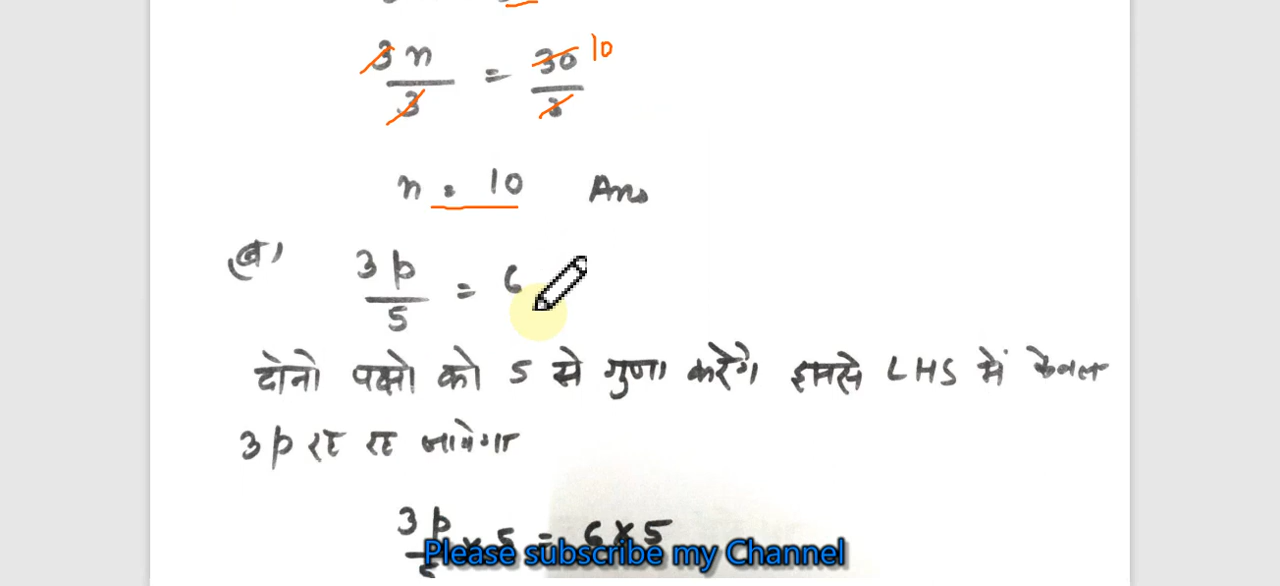 3n/3 = 30/3 10
n = 10 Ans
(ब) 3p/5 = 6
दोनो पक्षो को 5 से गुणा करेंगे इससे LHS में केवल
3p रह रह जायेगा
3p × 5 = 6×5
Please subscribe my Channel